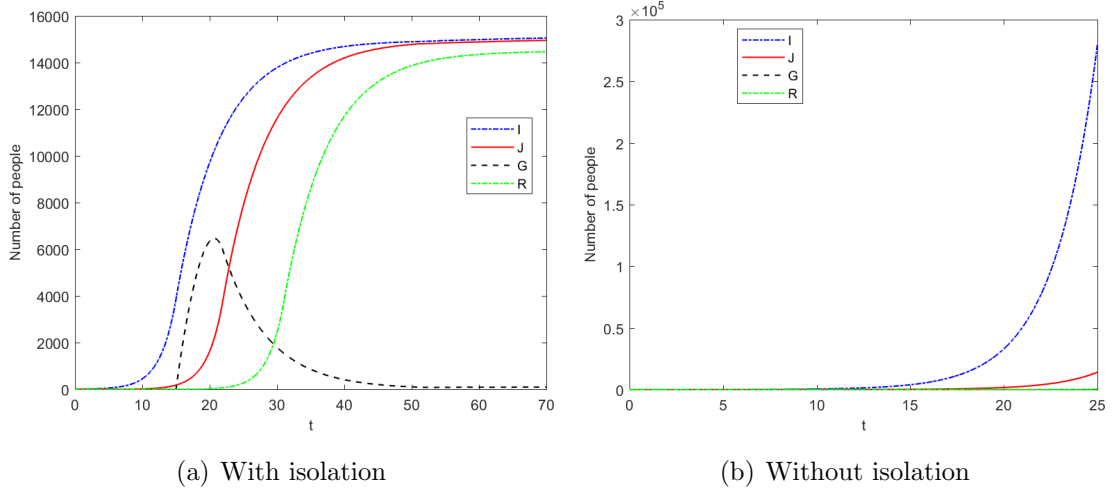 16000
14000
12000
10000
8000
6000
4000
2000
0
Number of people
I
J
G
R
0 10 20 30 40 50 60 70
t
(a) With isolation
×10^5
3
2.5
2
1.5
1
0.5
0
Number of people
I
J
G
R
0 5 10 15 20 25
t
(b) Without isolation